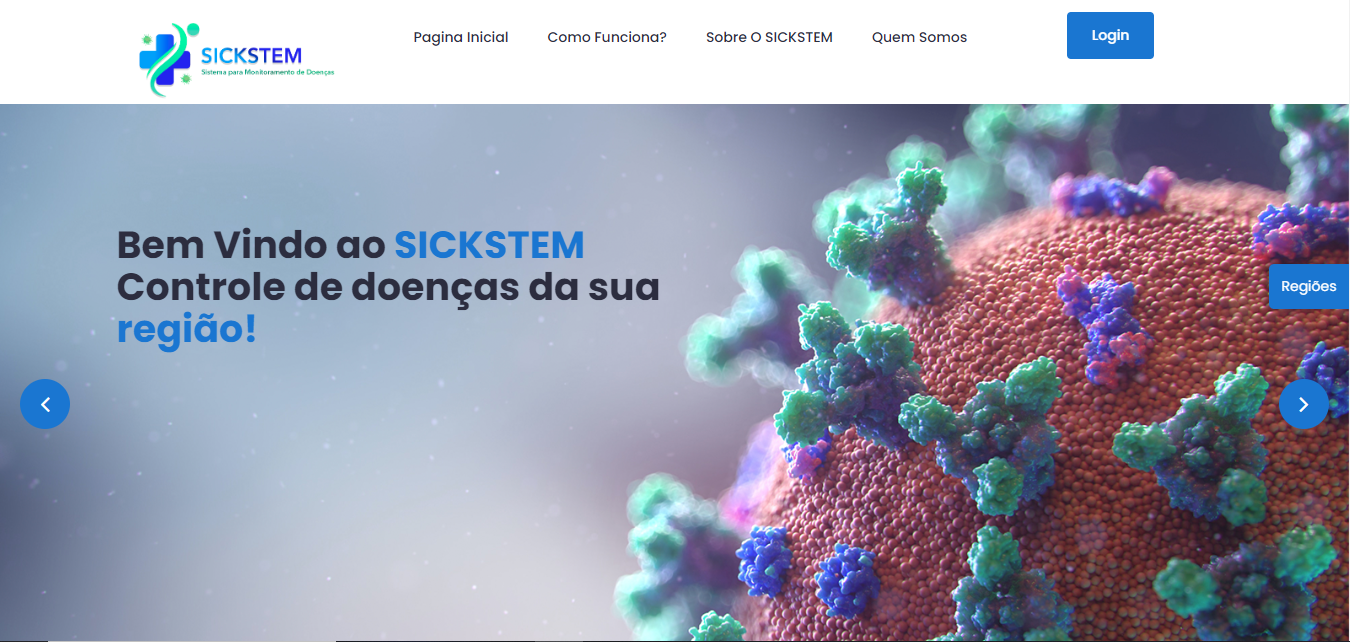 SICKSTEM
Sistema para Monitoramento de Doenças
Pagina Inicial
Como Funciona?
Sobre O SICKSTEM
Quem Somos
Login
Bem Vindo ao SICKSTEM
Controle de doenças da sua
região!
Regiões